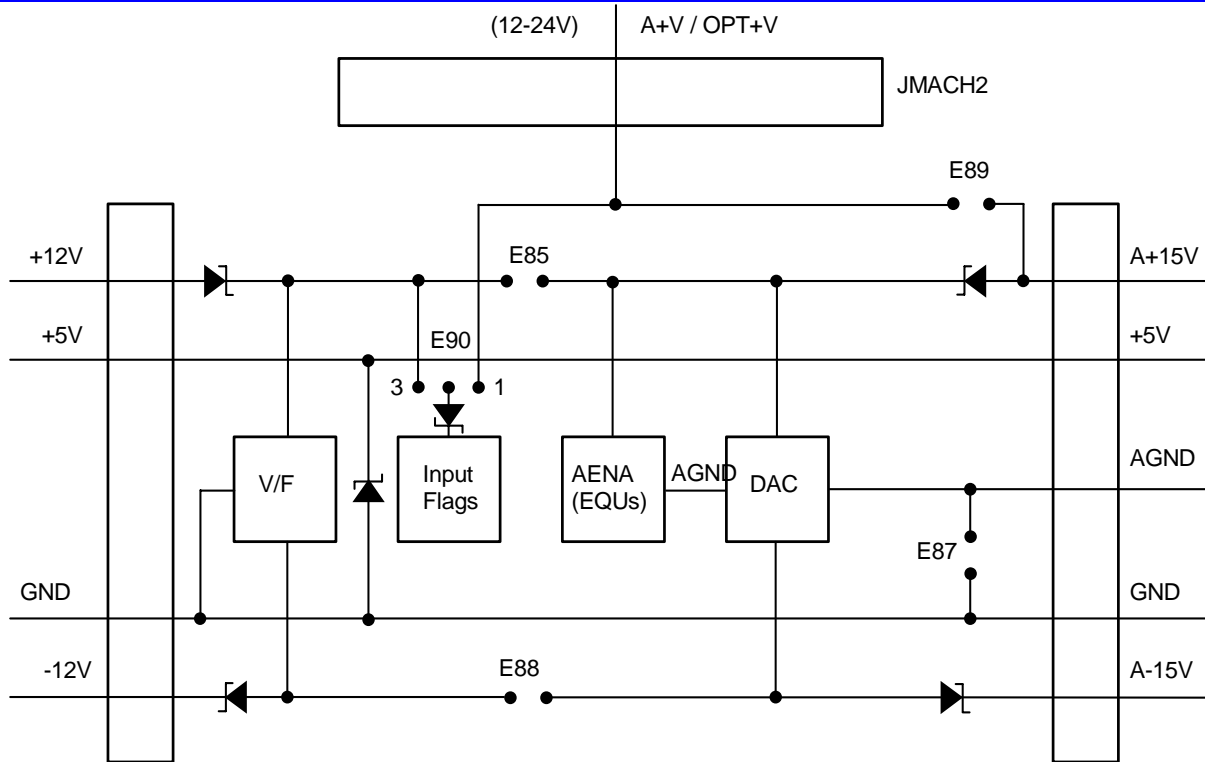 (12-24V) A+V / OPT+V
JMACH2
E89
+12V E85 A+15V
+5V E90 +5V
3 1
V/F Input Flags AENA (EQUs) AGND DAC AGND
E87
GND GND
-12V E88 A-15V